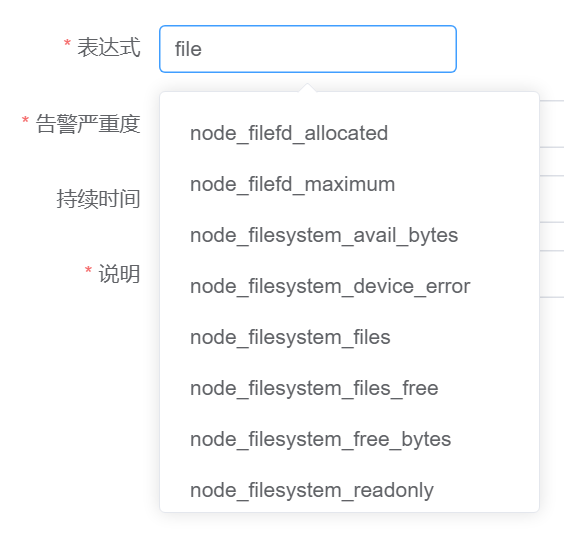 * 表达式
file
* 告警严重度
持续时间
* 说明
node_filefd_allocated
node_filefd_maximum
node_filesystem_avail_bytes
node_filesystem_device_error
node_filesystem_files
node_filesystem_files_free
node_filesystem_free_bytes
node_filesystem_readonly